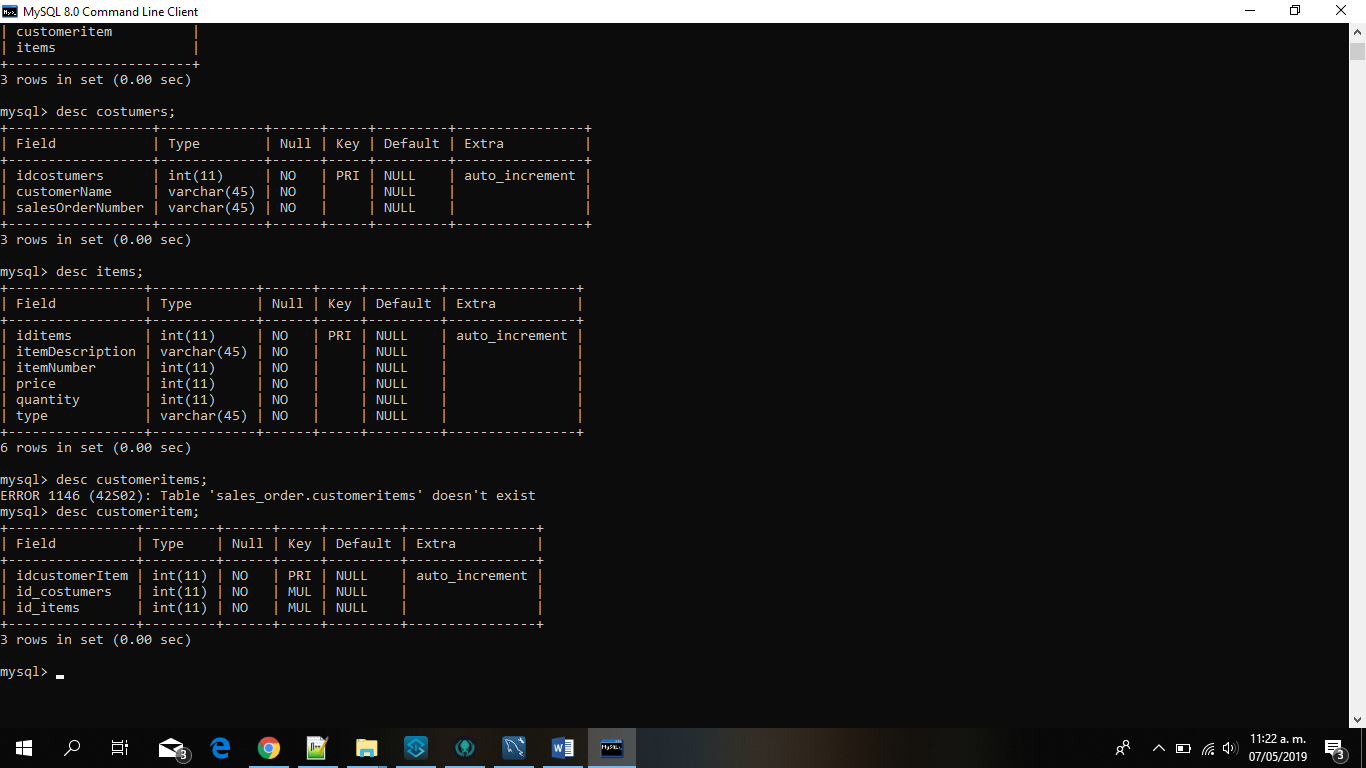 MySQL 8.0 Command Line Client
| customeritem          |
| items                 |
+-----------------------+
3 rows in set (0.00 sec)
mysql> desc costumers;
+------------------+-------------+------+-----+---------+----------------+
| Field            | Type        | Null | Key | Default | Extra          |
+------------------+-------------+------+-----+---------+----------------+
| idcostumers      | int(11)     | NO   | PRI | NULL    | auto_increment |
| customerName     | varchar(45) | NO   |     | NULL    |                |
| salesOrderNumber | varchar(45) | NO   |     | NULL    |                |
+------------------+-------------+------+-----+---------+----------------+
3 rows in set (0.00 sec)
mysql> desc items;
+-----------------+-------------+------+-----+---------+----------------+
| Field           | Type        | Null | Key | Default | Extra          |
+-----------------+-------------+------+-----+---------+----------------+
| iditems         | int(11)     | NO   | PRI | NULL    | auto_increment |
| itemDescription | varchar(45) | NO   |     | NULL    |                |
| itemNumber      | int(11)     | NO   |     | NULL    |                |
| price           | int(11)     | NO   |     | NULL    |                |
| quantity        | int(11)     | NO   |     | NULL    |                |
| type            | varchar(45) | NO   |     | NULL    |                |
+-----------------+-------------+------+-----+---------+----------------+
6 rows in set (0.00 sec)
mysql> desc customeritems;
ERROR 1146 (42S02): Table 'sales_order.customeritems' doesn't exist
mysql> desc customeritem;
+----------------+---------+------+-----+---------+----------------+
| Field          | Type    | Null | Key | Default | Extra          |
+----------------+---------+------+-----+---------+----------------+
| idcustomerItem | int(11) | NO   | PRI | NULL    | auto_increment |
| id_costumers   | int(11) | NO   | MUL | NULL    |                |
| id_items       | int(11) | NO   | MUL | NULL    |                |
+----------------+---------+------+-----+---------+----------------+
3 rows in set (0.00 sec)
mysql>
3
11:22 a. m.
07/05/2019
3